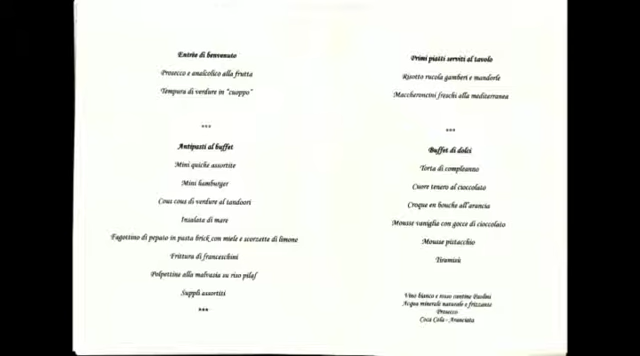 Entrée di benvenuto
Prosecco e analcolico alla frutta
Tempura di verdure in "cuoppo"
***
Antipasti al buffet
Mini quiche assortite
Mini hamburger
Cous cous di verdure al tandoori
Insalata di mare
Fagottino di pepato in pasta brick con miele e scorzette di limone
Frittura di franceschini
Polpettine alla malvasia su riso pilaf
Supplì assortiti
***
Primi piatti serviti al tavolo
Risotto rucola gamberi e mandorle
Maccheroncini freschi alla mediterranea
***
Buffet di dolci
Torta di compleanno
Cuore tenero al cioccolato
Croque en bouche all'arancia
Mousse vaniglia con gocce di cioccolato
Mousse pistacchio
Tiramisù
Vino bianco e rosso cantine Paolini
Acqua minerale naturale e frizzante
Prosecco
Coca Cola - Aranciata